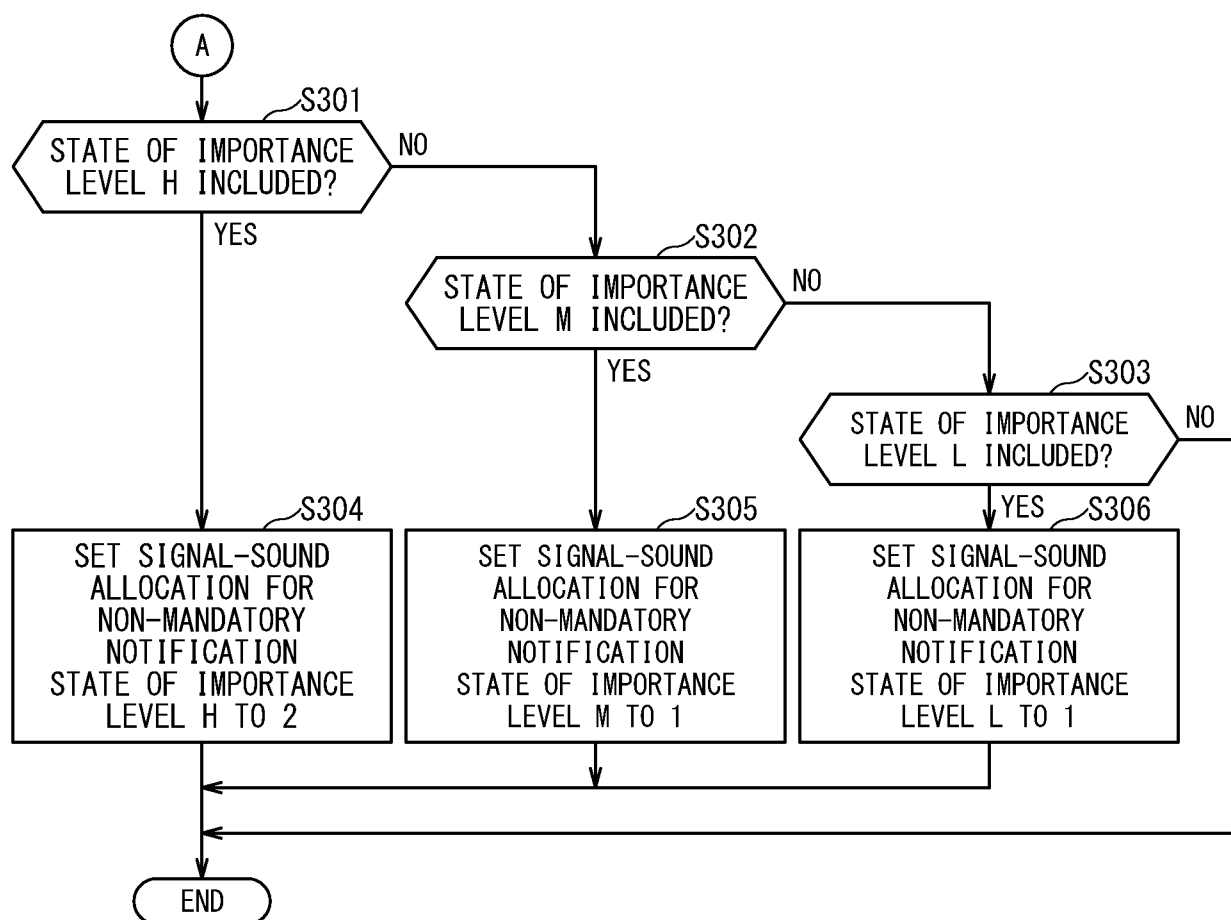 A
S301
STATE OF IMPORTANCE
LEVEL H INCLUDED?
NO
YES
S302
STATE OF IMPORTANCE
LEVEL M INCLUDED?
NO
YES
S303
STATE OF IMPORTANCE
LEVEL L INCLUDED?
NO
YES
S304
SET SIGNAL-SOUND
ALLOCATION FOR
NON-MANDATORY
NOTIFICATION
STATE OF IMPORTANCE
LEVEL H TO 2
S305
SET SIGNAL-SOUND
ALLOCATION FOR
NON-MANDATORY
NOTIFICATION
STATE OF IMPORTANCE
LEVEL M TO 1
S306
SET SIGNAL-SOUND
ALLOCATION FOR
NON-MANDATORY
NOTIFICATION
STATE OF IMPORTANCE
LEVEL L TO 1
END